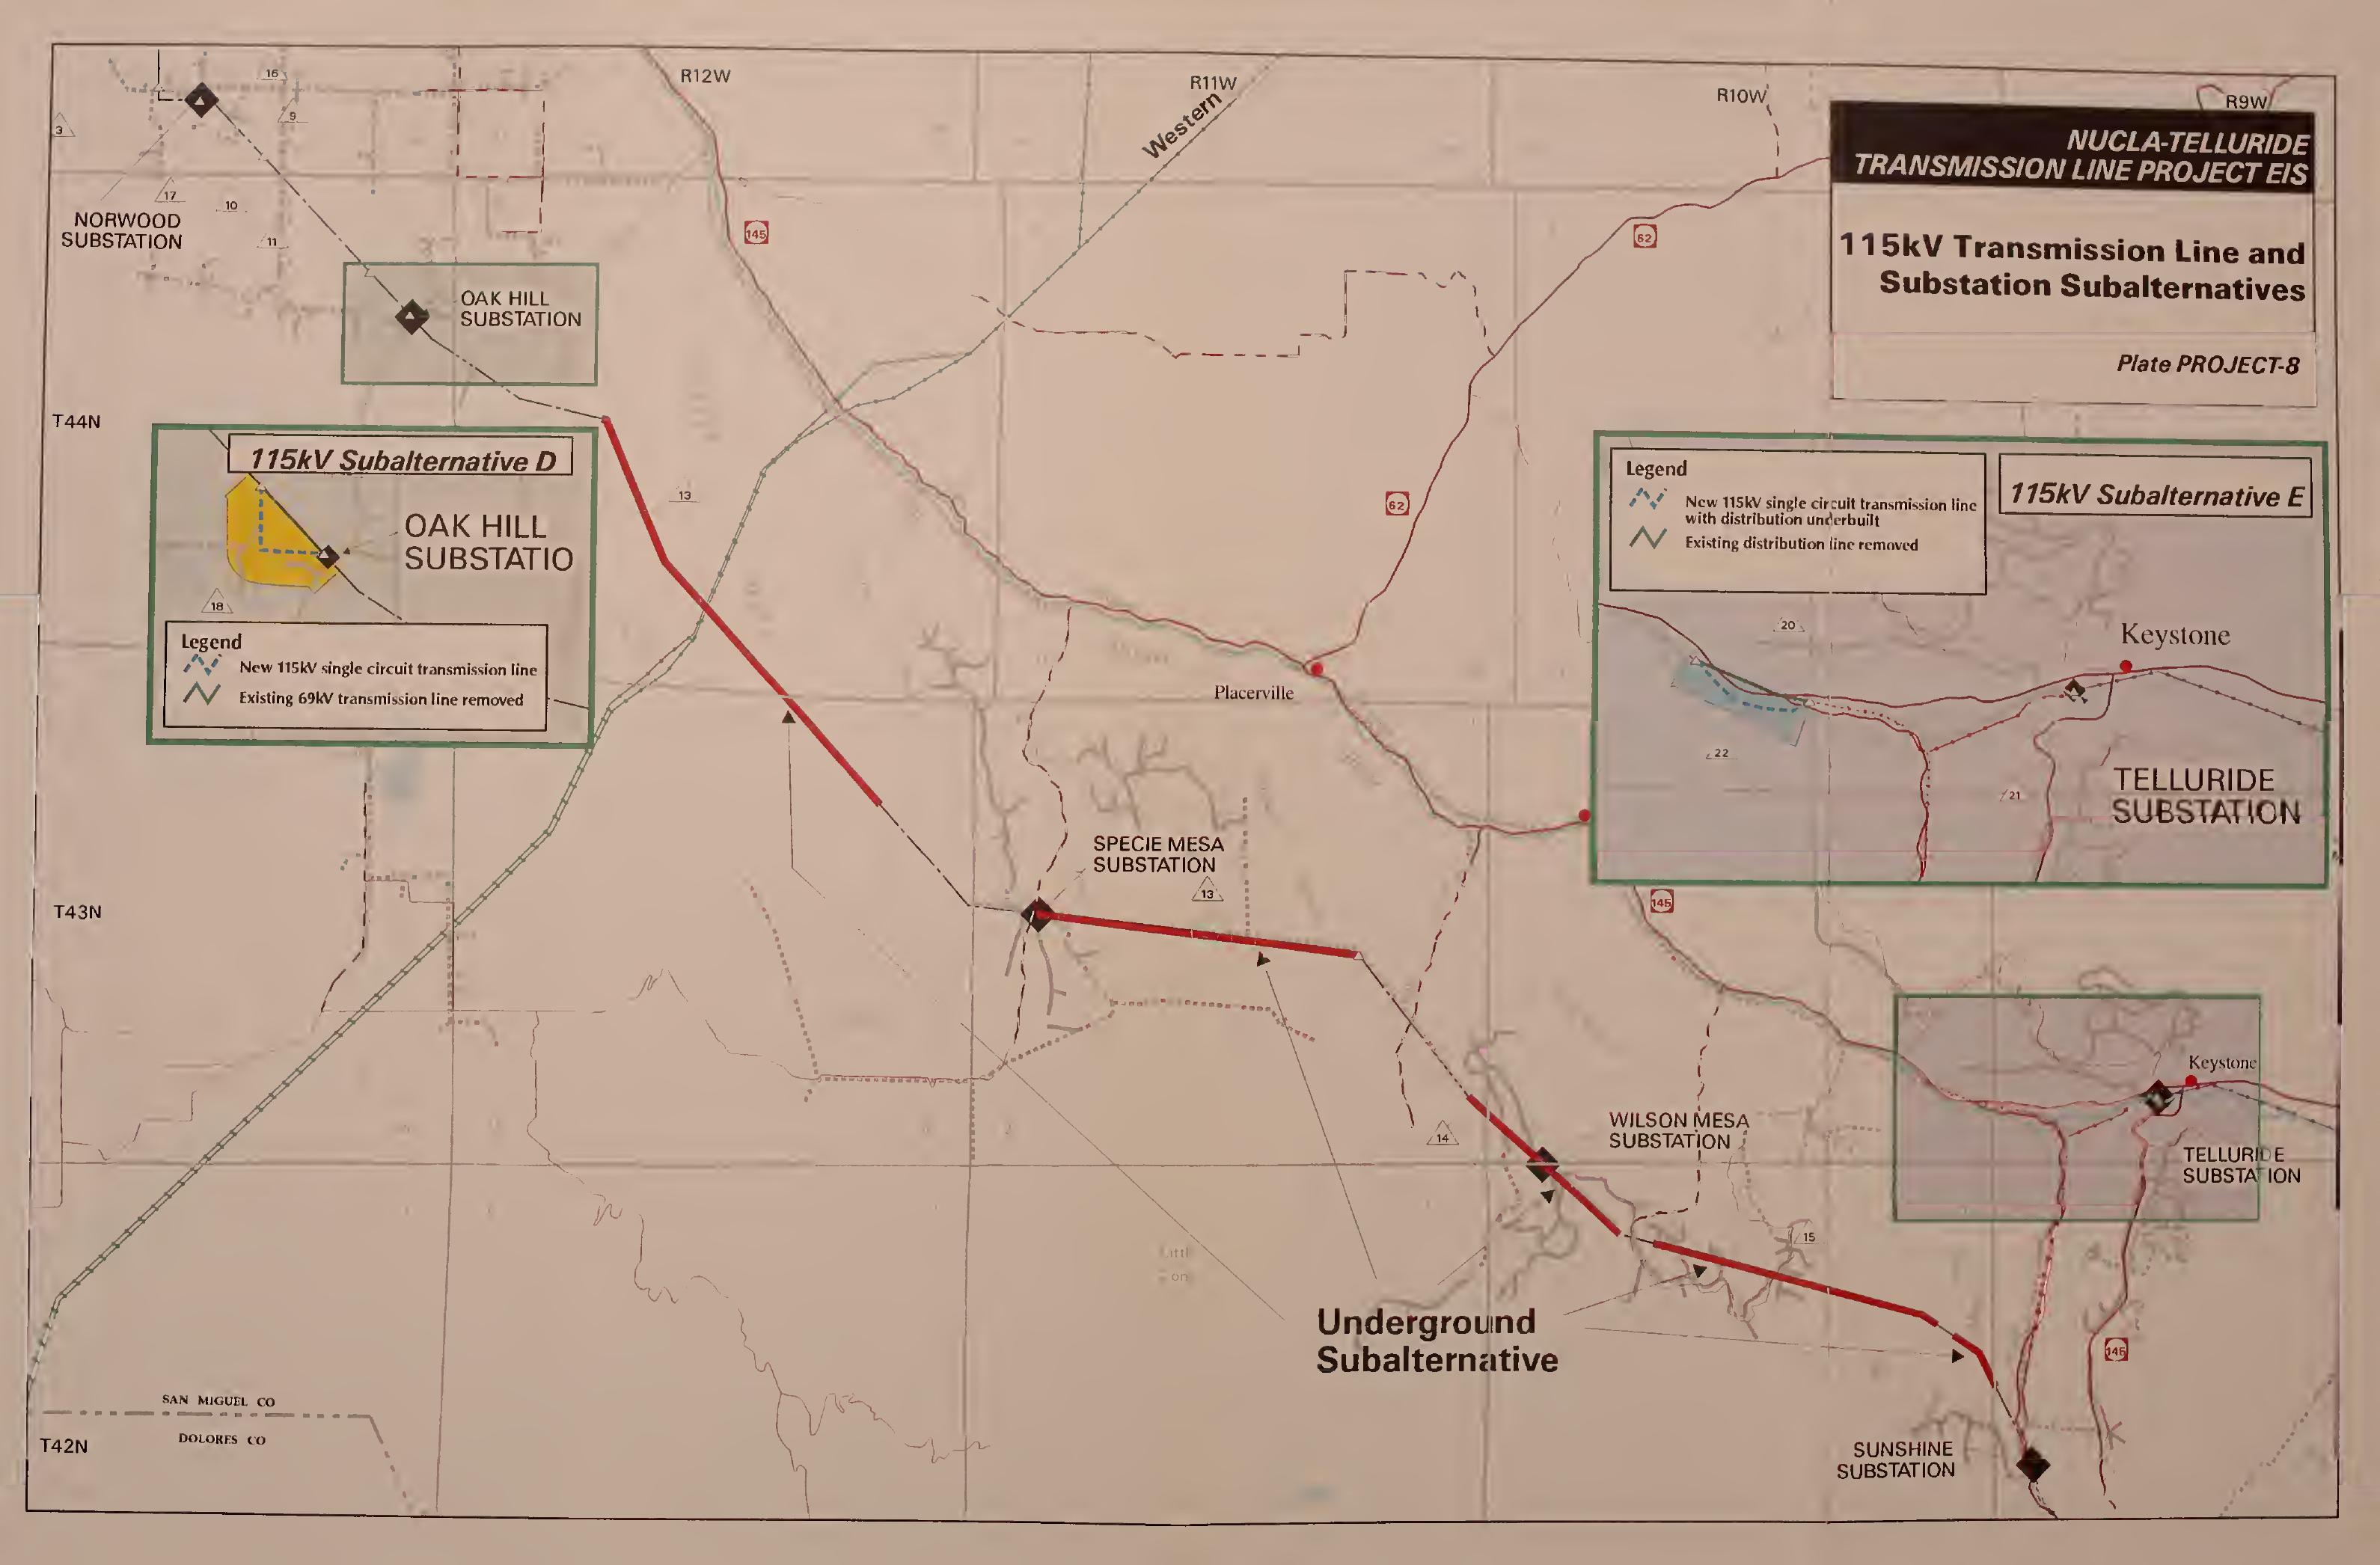 R12W
R11W
R10W
R9W
Western
16
9
3
17
10
11
NORWOOD
SUBSTATION
145
62
NUCLA-TELLURIDE
TRANSMISSION LINE PROJECT EIS
115kV Transmission Line and
Substation Subalternatives
Plate PROJECT-8
OAK HILL
SUBSTATION
T44N
115kV Subalternative D
OAK HILL
SUBSTATIO
18
Legend
New 115kV single circuit transmission line
Existing 69kV transmission line removed
13
62
Placerville
Legend
New 115kV single circuit transmission line
with distribution underbuilt
Existing distribution line removed
115kV Subalternative E
20
Keystone
22
21
TELLURIDE
SUBSTATION
SPECIE MESA
SUBSTATION
13
T43N
145
Keystone
TELLURIDE
SUBSTATION
WILSON MESA
SUBSTATION
14
15
Underground
Subalternative
145
SAN MIGUEL CO
DOLORES CO
T42N
SUNSHINE
SUBSTATION